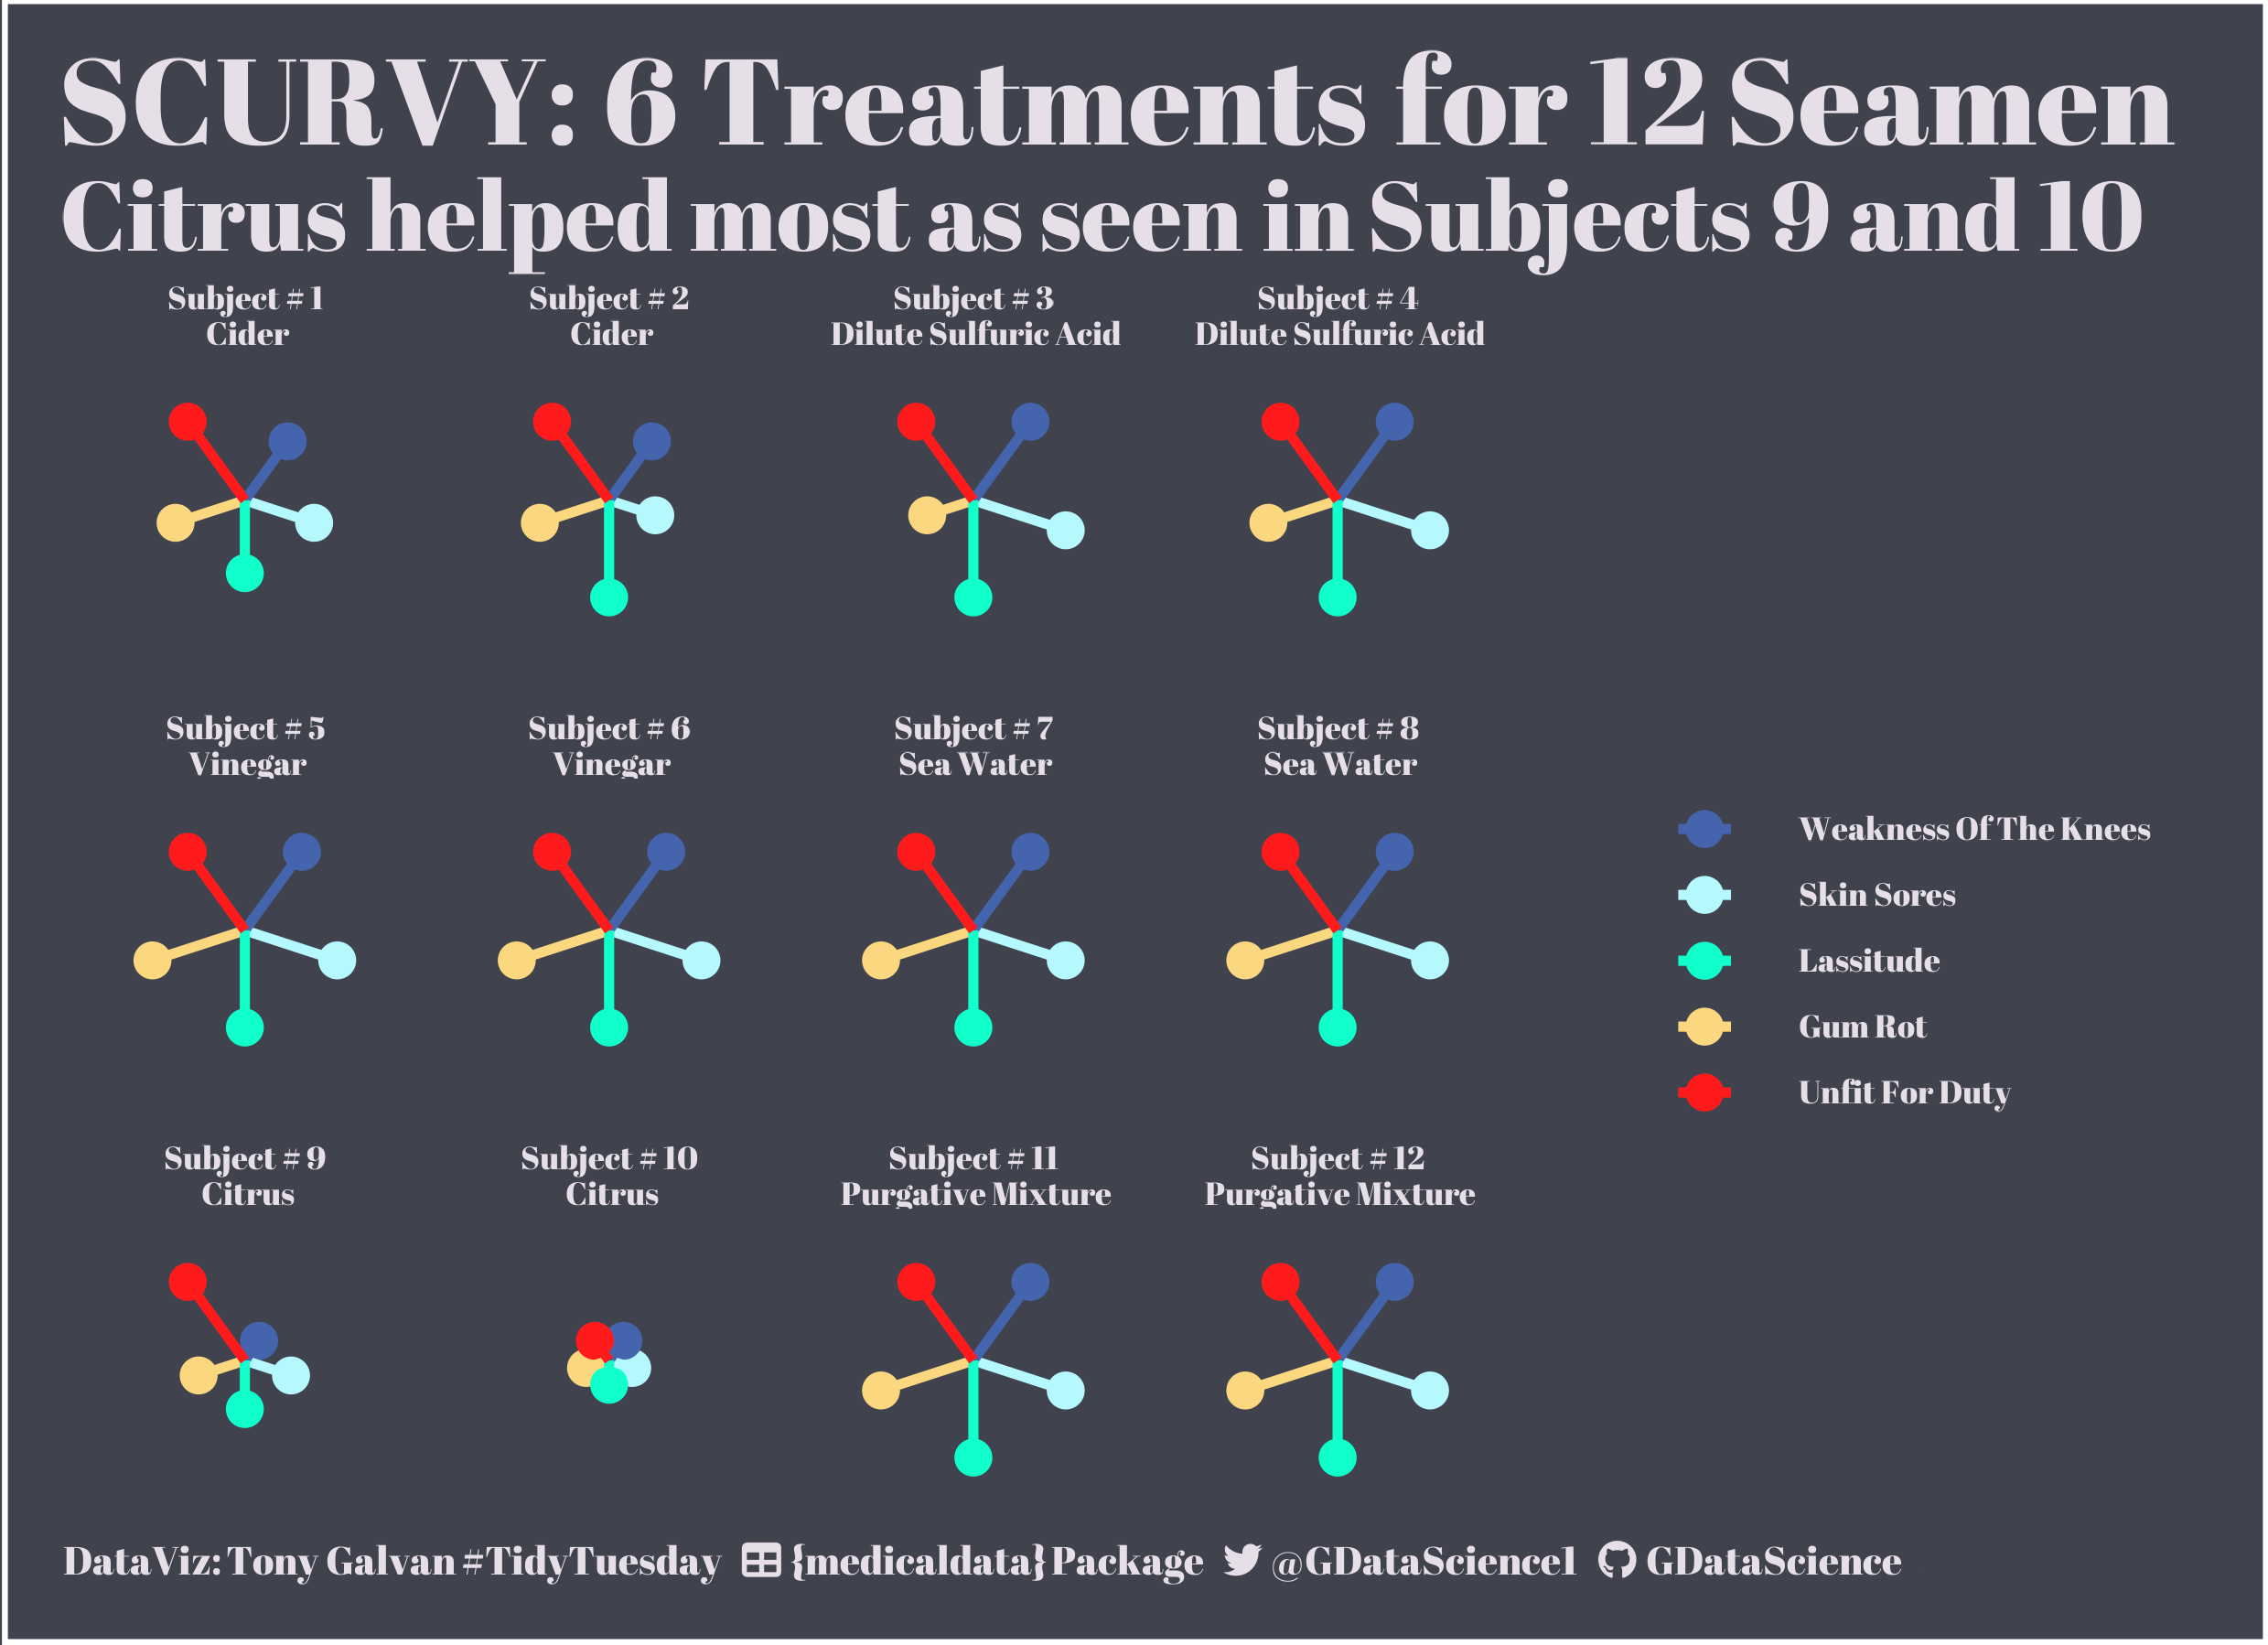 SCURVY: 6 Treatments for 12 Seamen
Citrus helped most as seen in Subjects 9 and 10
Subject # 1
Cider
Subject # 2
Cider
Subject # 3
Dilute Sulfuric Acid
Subject # 4
Dilute Sulfuric Acid
Subject # 5
Vinegar
Subject # 6
Vinegar
Subject # 7
Sea Water
Subject # 8
Sea Water
Weakness Of The Knees
Skin Sores
Lassitude
Gum Rot
Unfit For Duty
Subject # 9
Citrus
Subject # 10
Citrus
Subject # 11
Purgative Mixture
Subject # 12
Purgative Mixture
DataViz: Tony Galvan #TidyTuesday {medicaldata} Package @GDataScience1 GDataScience